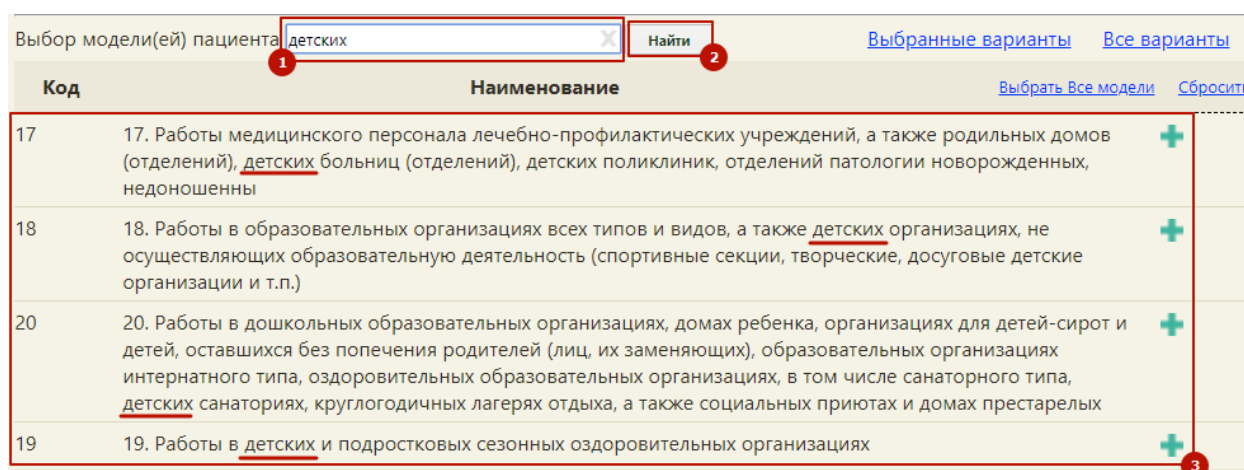 Выбор модели(ей) пациента детских X Найти Выбранные варианты Все варианты
1 2
Код Наименование Выбрать Все модели Сбросит
17 17. Работы медицинского персонала лечебно-профилактических учреждений, а также родильных домов
(отделений), детских больниц (отделений), детских поликлиник, отделений патологии новорожденных,
недоношенны
18 18. Работы в образовательных организациях всех типов и видов, а также детских организациях, не
осуществляющих образовательную деятельность (спортивные секции, творческие, досуговые детские
организации и т.п.)
20 20. Работы в дошкольных образовательных организациях, домах ребенка, организациях для детей-сирот и
детей, оставшихся без попечения родителей (лиц, их заменяющих), образовательных организациях
интернатного типа, оздоровительных образовательных организациях, в том числе санаторного типа,
детских санаториях, круглогодичных лагерях отдыха, а также социальных приютах и домах престарелых
19 19. Работы в детских и подростковых сезонных оздоровительных организациях
3